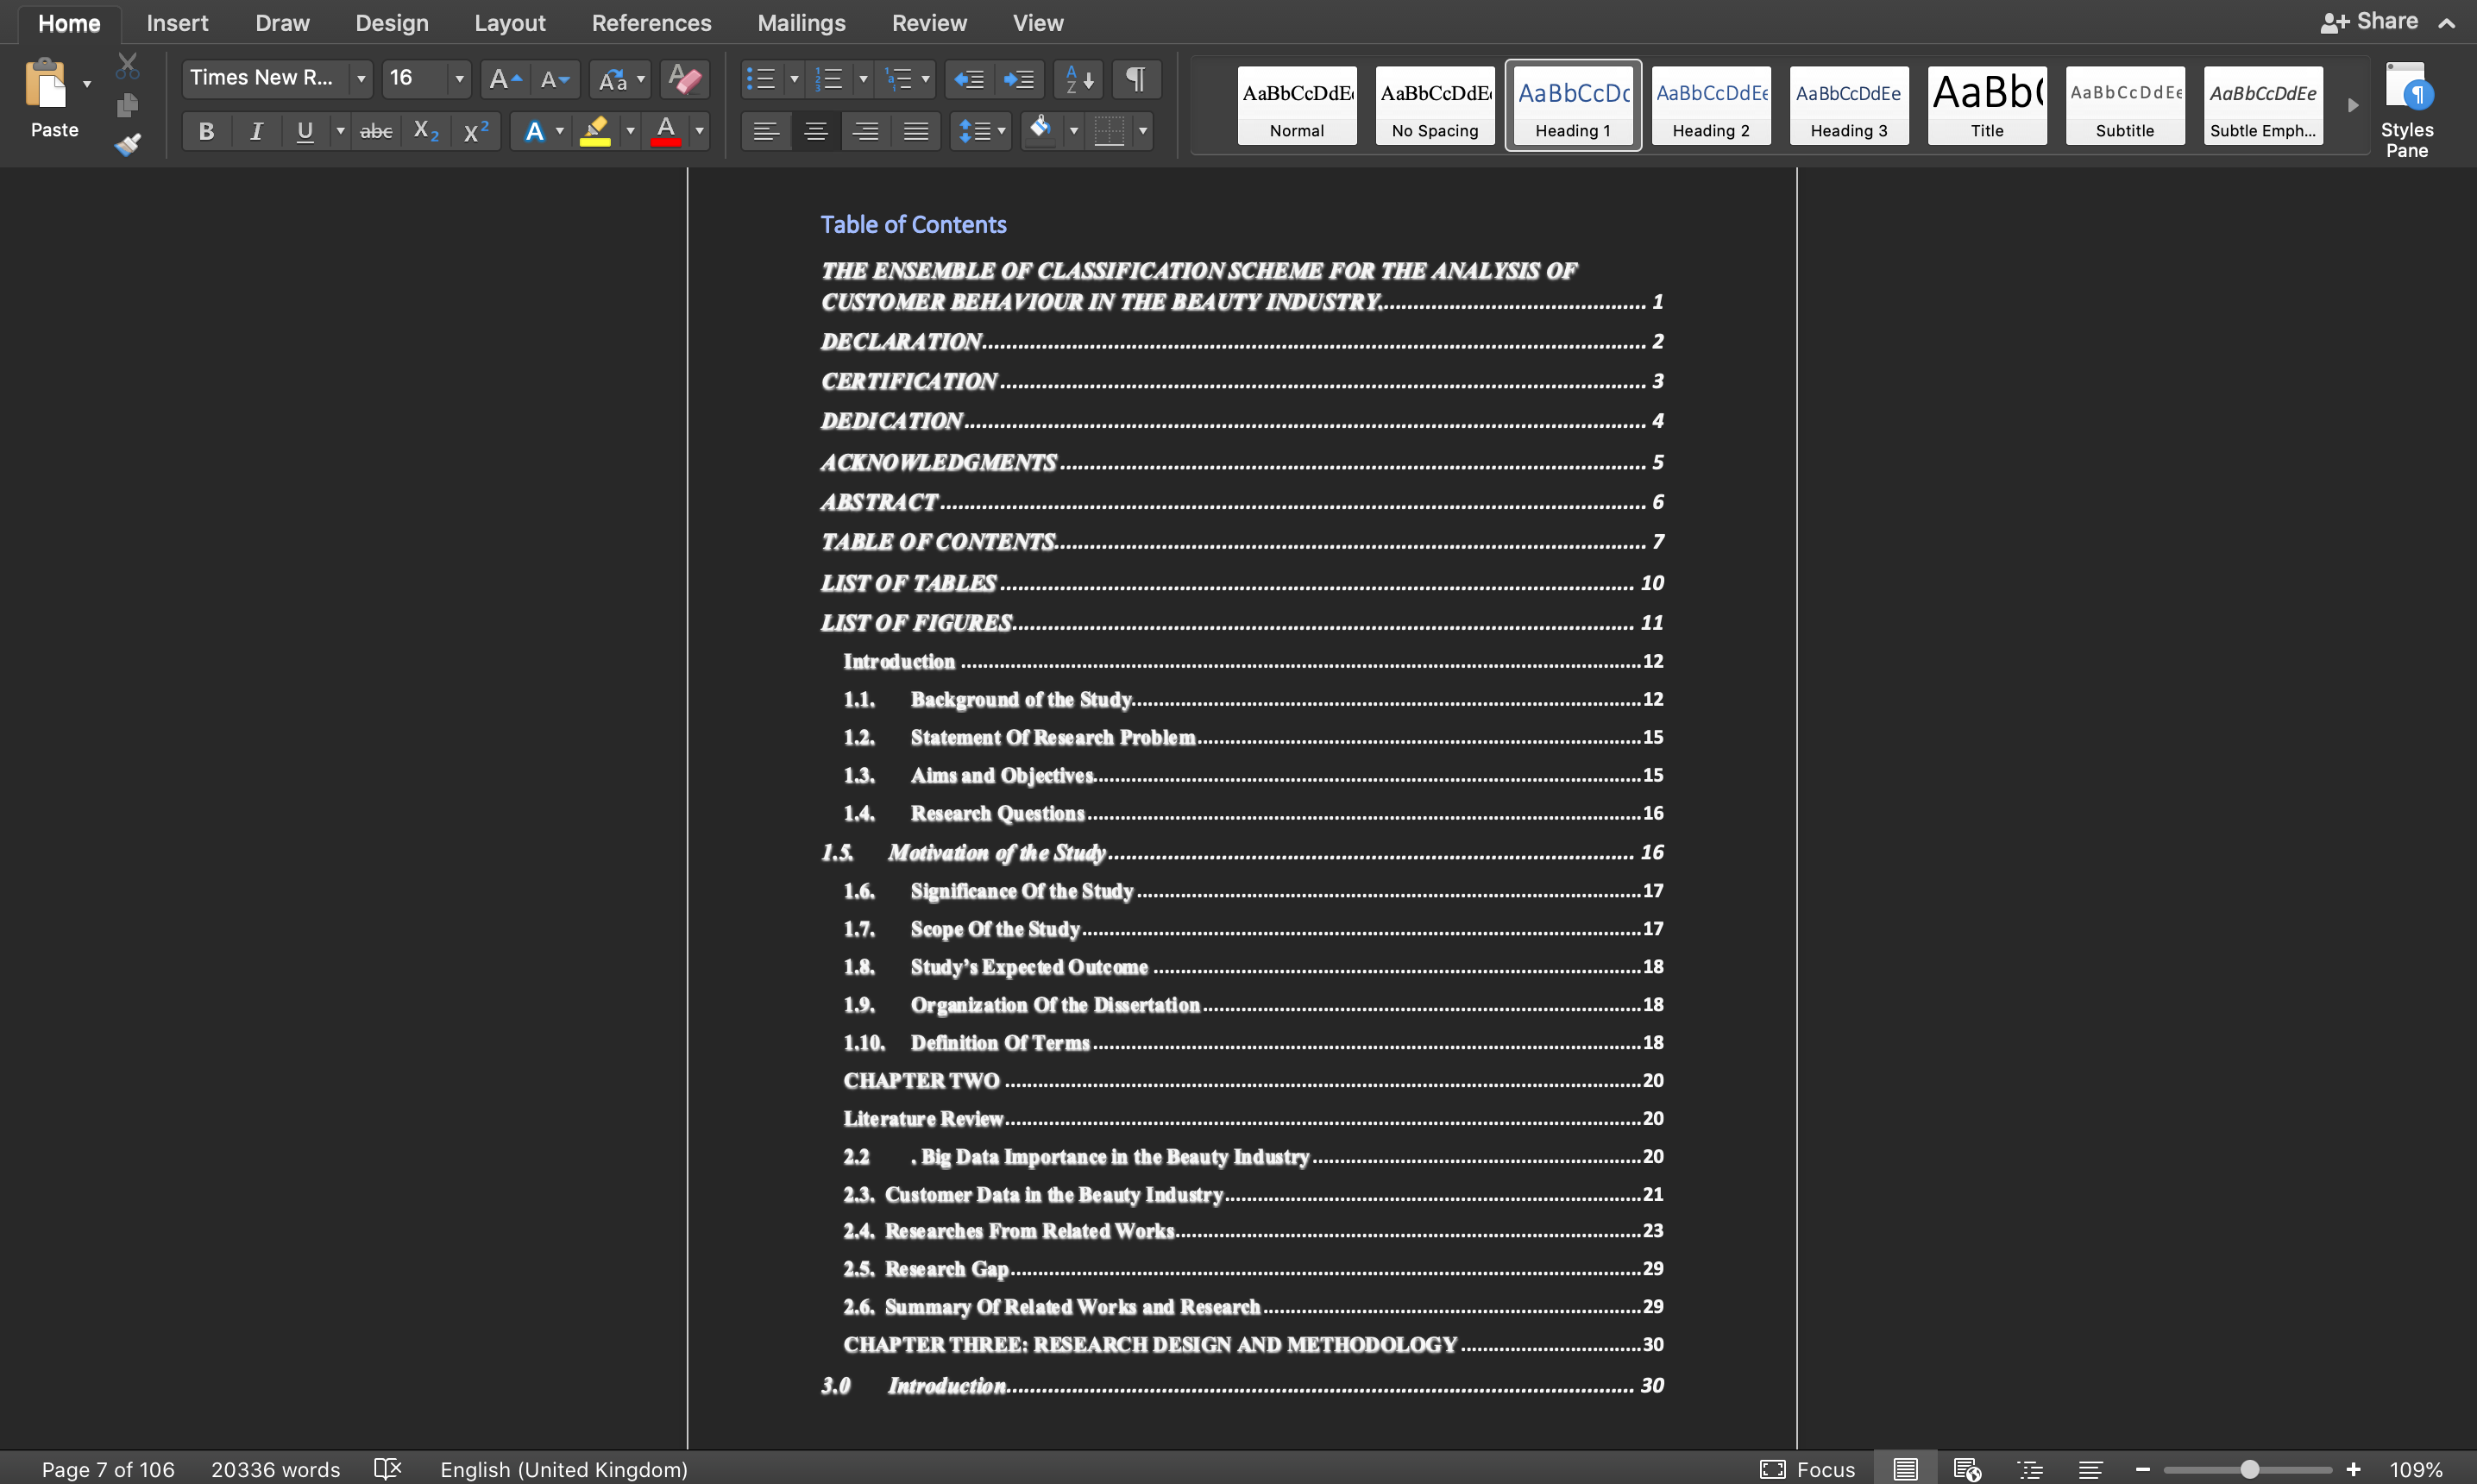 Home Insert Draw Design Layout References Mailings Review View Share
Times New R... 16 A A Aa A
Paste
B I U abc X2 X2 A A
AaBbCcDdEe AaBbCcDdEe AaBbCcDc AaBbCcDdEe AaBbCcDdEe AaBb( AaBbCcDdEe AaBbCcDdEe
Normal No Spacing Heading 1 Heading 2 Heading 3 Title Subtitle Subtle Emph...
Styles
Pane
Table of Contents
THE ENSEMBLE OF CLASSIFICATION SCHEME FOR THE ANALYSIS OF
CUSTOMER BEHAVIOUR IN THE BEAUTY INDUSTRY. 1
DECLARATION 2
CERTIFICATION 3
DEDICATION 4
ACKNOWLEDGMENTS 5
ABSTRACT 6
TABLE OF CONTENTS 7
LIST OF TABLES 10
LIST OF FIGURES 11
Introduction 12
1.1. Background of the Study 12
1.2. Statement Of Research Problem 15
1.3. Aims and Objectives 15
1.4. Research Questions 16
1.5. Motivation of the Study 16
1.6. Significance Of the Study 17
1.7. Scope Of the Study 17
1.8. Study’s Expected Outcome 18
1.9. Organization Of the Dissertation 18
1.10. Definition Of Terms 18
CHAPTER TWO 20
Literature Review 20
2.2 . Big Data Importance in the Beauty Industry 20
2.3. Customer Data in the Beauty Industry 21
2.4. Researches From Related Works 23
2.5. Research Gap 29
2.6. Summary Of Related Works and Research 29
CHAPTER THREE: RESEARCH DESIGN AND METHODOLOGY 30
3.0 Introduction 30
Page 7 of 106 20336 words English (United Kingdom) Focus 109%